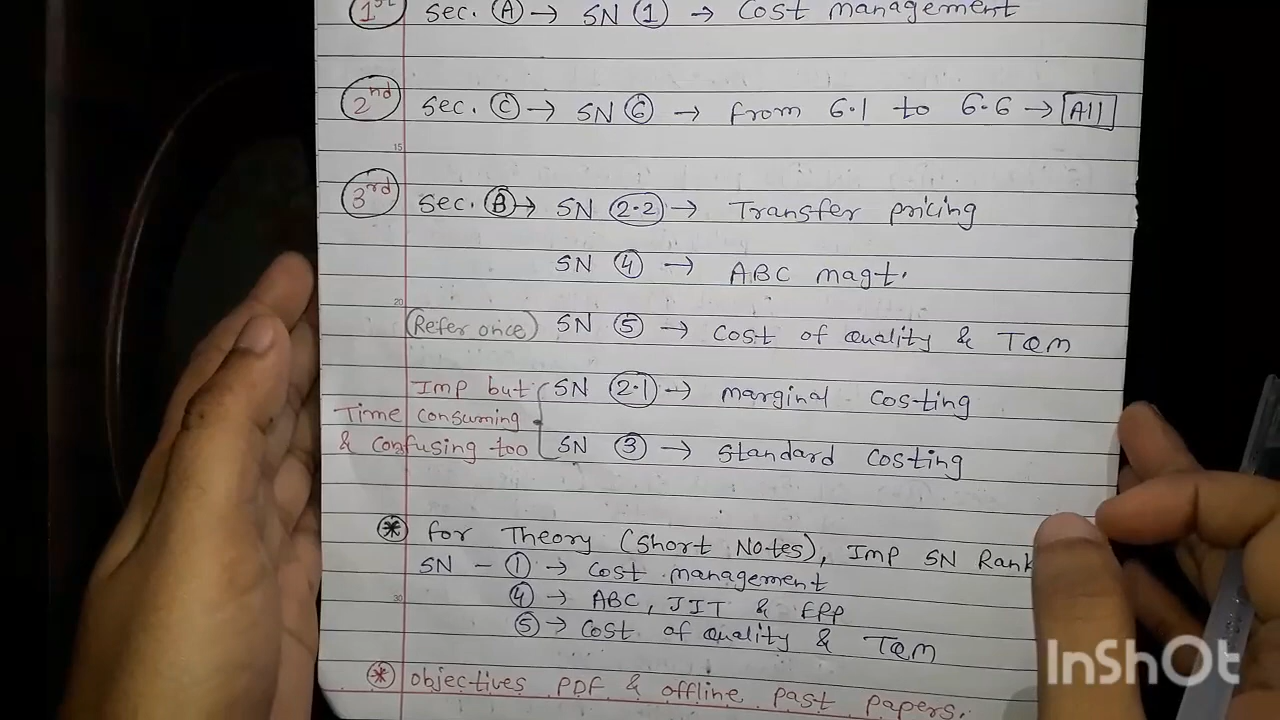 1st sec. A → SN 1 → Cost management
2nd sec. C → SN 6 → from 6.1 to 6.6 → All
15
3rd sec. B → SN 2.2 → Transfer pricing
SN 4 → ABC magt.
20
(Refer once) SN 5 → Cost of Quality & TQM
Imp but SN 2.1 → marginal costing
Time consuming
& confusing too SN 3 → Standard costing
* for Theory (Short Notes), Imp SN Rank
SN - 1 → Cost management
30
4 → ABC, JIT & EPP
5 → Cost of Quality & TQM
* objectives PDF & offline past papers.
InShOt